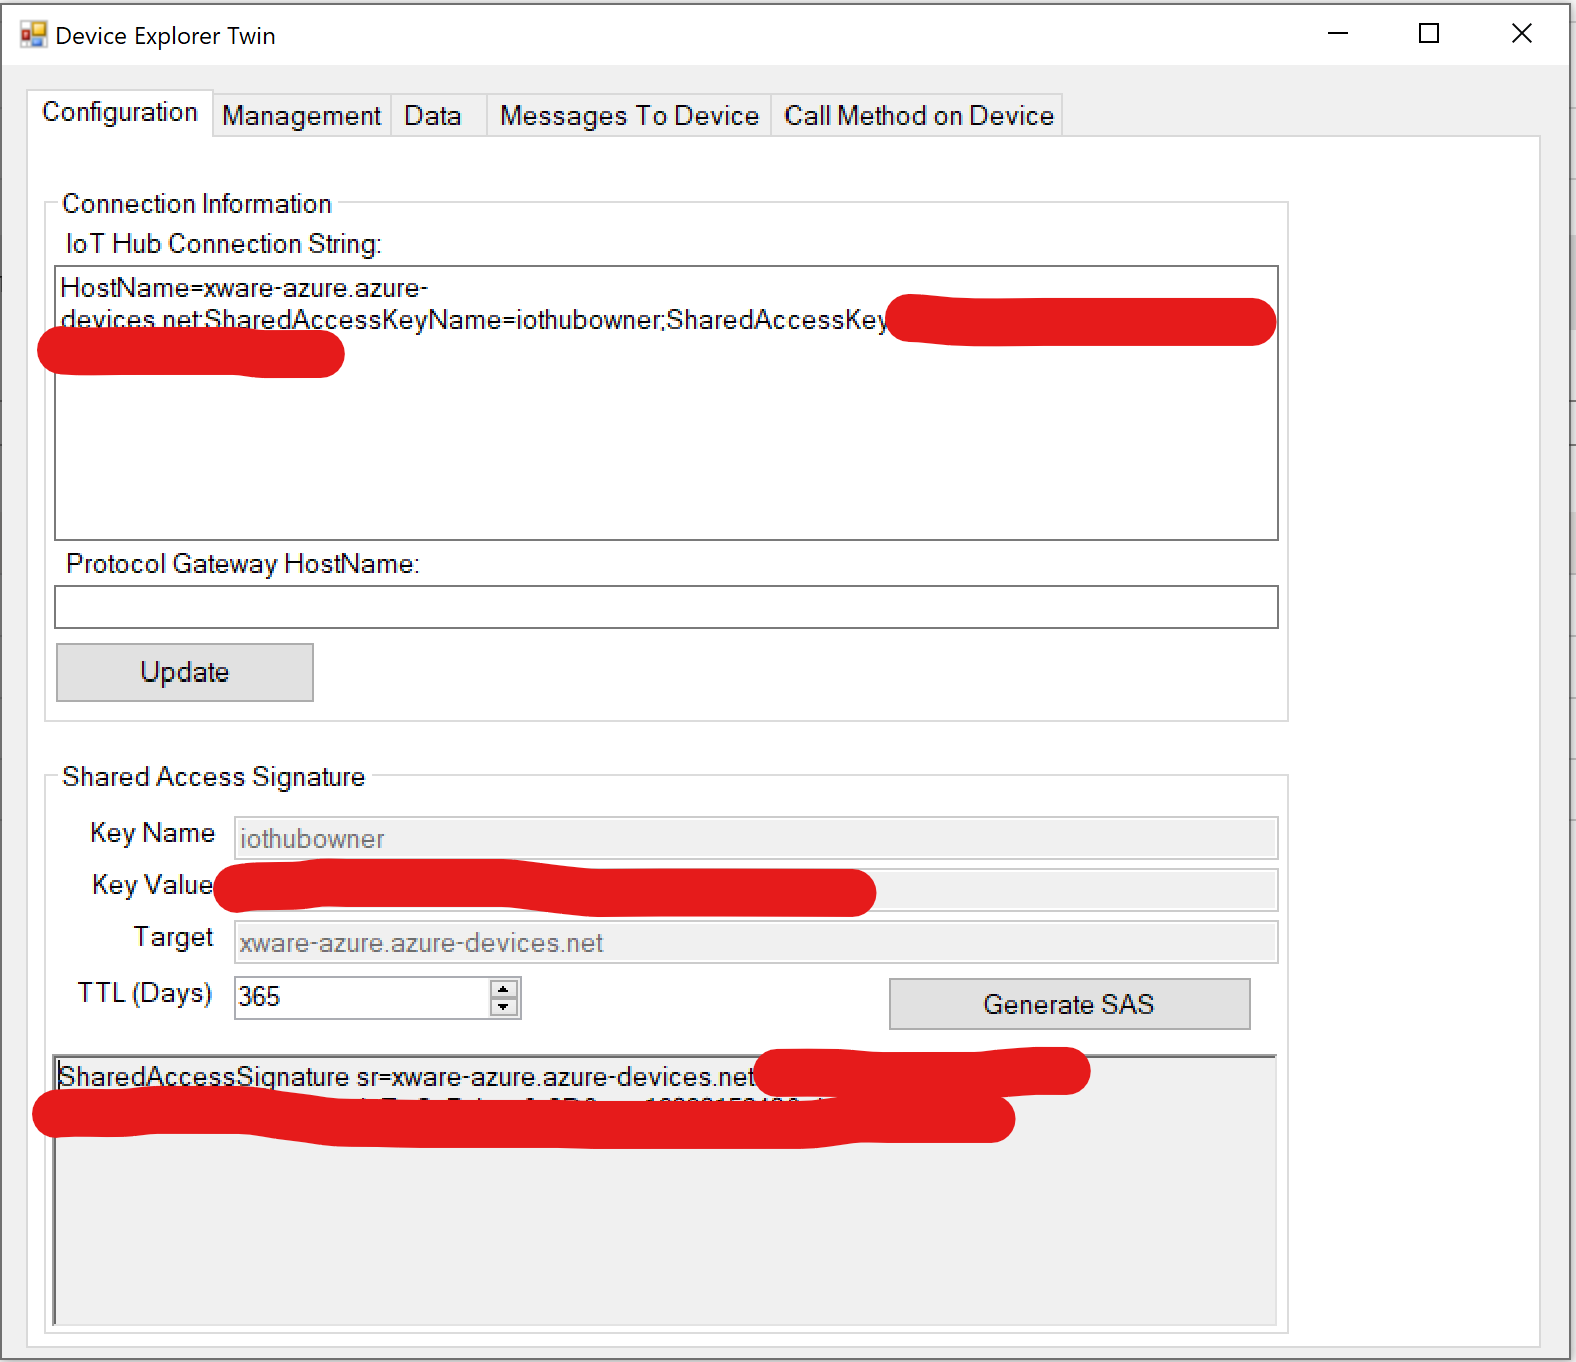 Device Explorer Twin
Configuration Management Data Messages To Device Call Method on Device
Connection Information
IoT Hub Connection String:
HostName=xware-azure.azure-
devices.net;SharedAccessKeyName=iothubowner;SharedAccessKey
Protocol Gateway HostName:
Update
Shared Access Signature
Key Name iothubowner
Key Value
Target xware-azure.azure-devices.net
TTL (Days) 365
Generate SAS
SharedAccessSignature sr=xware-azure.azure-devices.net